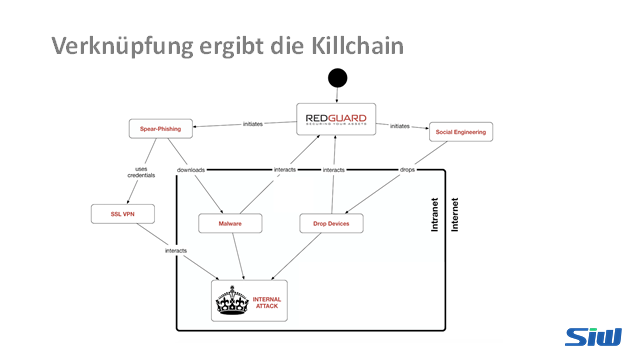 Verknüpfung ergibt die Killchain
REDGUARD
SECURING YOUR ASSETS
initiates
initiates
Spear-Phishing
Social Engineering
uses
credentials
downloads
interacts
interacts
drops
Intranet
Internet
SSL VPN
Malware
Drop Devices
interacts
INTERNAL
ATTACK
SIW